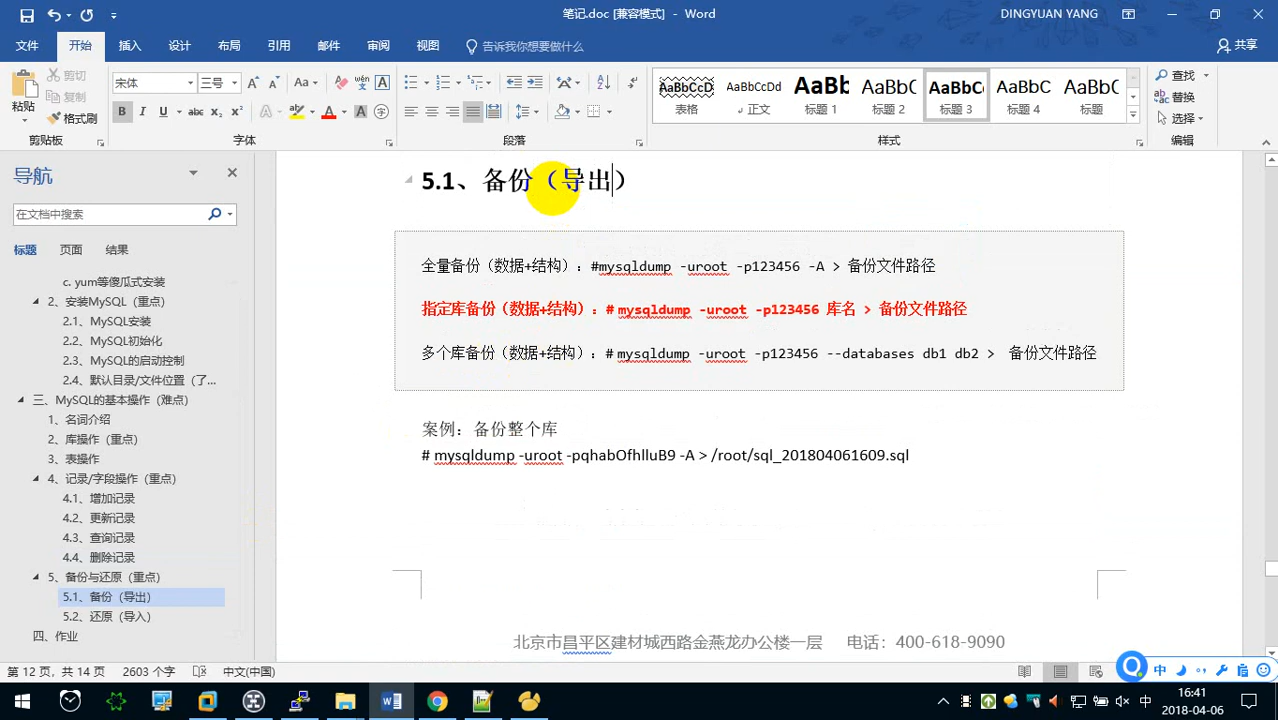 笔记.doc [兼容模式] - Word
DINGYUAN YANG
文件 开始 插入 设计 布局 引用 邮件 审阅 视图 告诉我你想要做什么 共享
粘贴
剪切
复制
格式刷
剪贴板
宋体 三号
字体
段落
AaBbCcD
表格
AaBbCcDd
正文
AaBb
标题 1
AaBbC
标题 2
AaBbC
标题 3
AaBbC
标题 4
AaBbC
标题
样式
查找
替换
选择
编辑
导航
在文档中搜索
标题 页面 结果
c. yum等傻瓜式安装
2、安装MySQL（重点）
2.1、MySQL安装
2.2、MySQL初始化
2.3、MySQL的启动控制
2.4、默认目录/文件位置（了...
三、MySQL的基本操作（难点）
1、名词介绍
2、库操作（重点）
3、表操作
4、记录/字段操作（重点）
4.1、增加记录
4.2、更新记录
4.3、查询记录
4.4、删除记录
5、备份与还原（重点）
5.1、备份（导出）
5.2、还原（导入）
四、作业
5.1、备份（导出）
全量备份（数据+结构）：#mysqldump -uroot -p123456 -A > 备份文件路径
指定库备份（数据+结构）：# mysqldump -uroot -p123456 库名 > 备份文件路径
多个库备份（数据+结构）：# mysqldump -uroot -p123456 --databases db1 db2 > 备份文件路径
案例：备份整个库
# mysqldump -uroot -pqhabOfhlluB9 -A > /root/sql_201804061609.sql
北京市昌平区建材城西路金燕龙办公楼一层 电话：400-618-9090
第 12 页，共 14 页 2603 个字 中文(中国)
中
中
16:41
2018-04-06